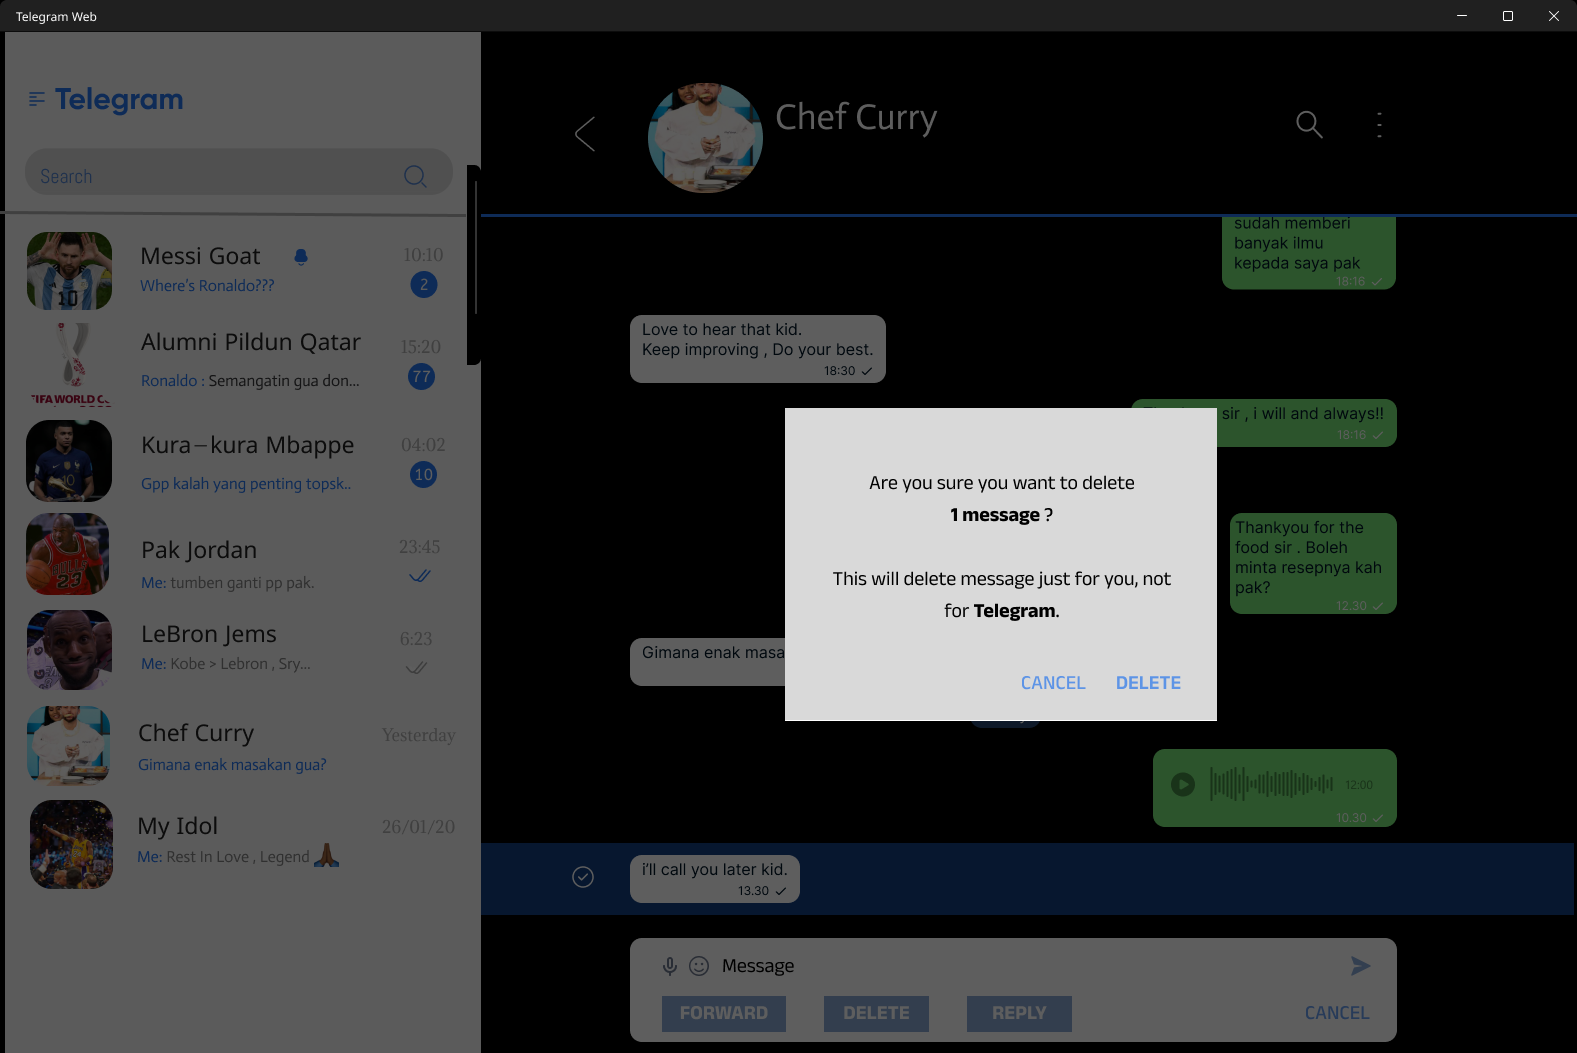 Telegram Web
Telegram
Search
Messi Goat
10:10
Where's Ronaldo???
2
Alumni Pildun Qatar
15:20
Ronaldo : Semangatin gua don...
77
Kura-kura Mbappe
04:02
Gpp kalah yang penting topsk..
10
Pak Jordan
23:45
Me: tumben ganti pp pak.
LeBron Jems
6:23
Me: Kobe > Lebron , Sry...
Chef Curry
Yesterday
Gimana enak masakan gua?
My Idol
26/01/20
Me: Rest In Love , Legend
Chef Curry
sudah memberi
banyak ilmu
kepada saya pak
18:16
Love to hear that kid.
Keep improving , Do your best.
18:30
sir , i will and always!!
18:16
Thankyou for the
food sir . Boleh
minta resepnya kah
pak?
12.30
Gimana enak masa
Are you sure you want to delete
1 message ?
This will delete message just for you, not
for Telegram.
CANCEL DELETE
12:00
10.30
i'll call you later kid.
13.30
Message
FORWARD DELETE REPLY CANCEL